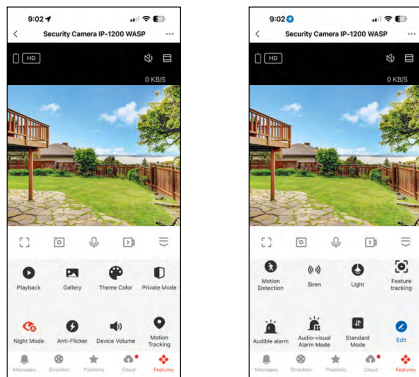 9:02
Security Camera IP-1200 WASP
HD
0 KB/S
Playback
Gallery
Theme Color
Private Mode
Night Mode
Anti-Flicker
Device Volume
Motion
Tracking
Messages
Direction
Positions
Cloud
Features
9:02
Security Camera IP-1200 WASP
HD
0 KB/S
Motion
Detection
Siren
Light
Feature
tracking
Audible alarm
Audio-visual
Alarm Mode
Standard
Mode
Edit
Messages
Direction
Positions
Cloud
Features